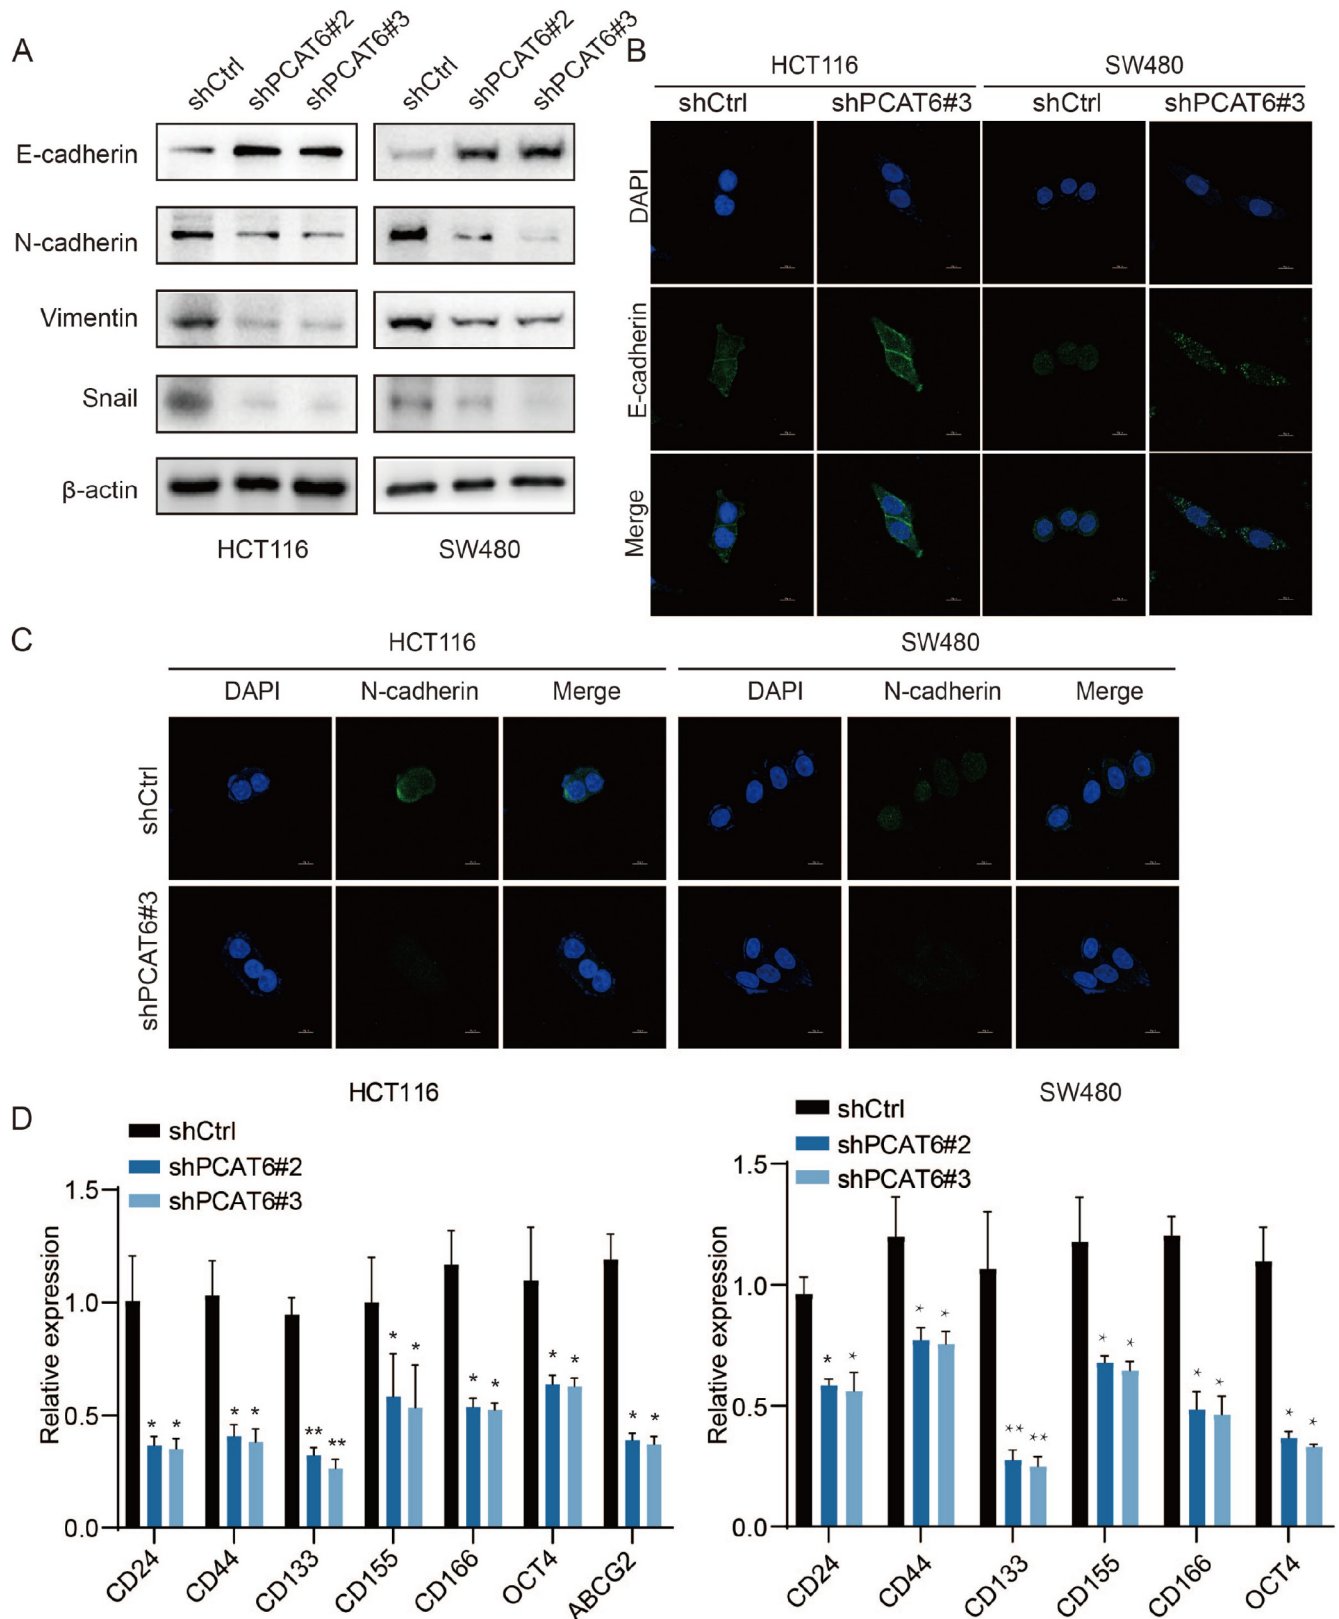 A
shCtrl
shPCAT6#2
shPCAT6#3
shCtrl
shPCAT6#2
shPCAT6#3
E-cadherin
N-cadherin
Vimentin
Snail
β-actin
HCT116
SW480
B
HCT116
SW480
shCtrl
shPCAT6#3
shCtrl
shPCAT6#3
DAPI
E-cadherin
Merge
C
HCT116
SW480
DAPI
N-cadherin
Merge
DAPI
N-cadherin
Merge
shCtrl
shPCAT6#3
D
HCT116
shCtrl
shPCAT6#2
shPCAT6#3
Relative expression
1.5
1.0
0.5
0.0
* *
* *
** **
* *
* *
* *
* *
CD24
CD44
CD133
CD155
CD166
OCT4
ABCG2
SW480
shCtrl
shPCAT6#2
shPCAT6#3
Relative expression
1.5
1.0
0.5
0.0
* *
* *
** **
* *
* *
* *
CD24
CD44
CD133
CD155
CD166
OCT4